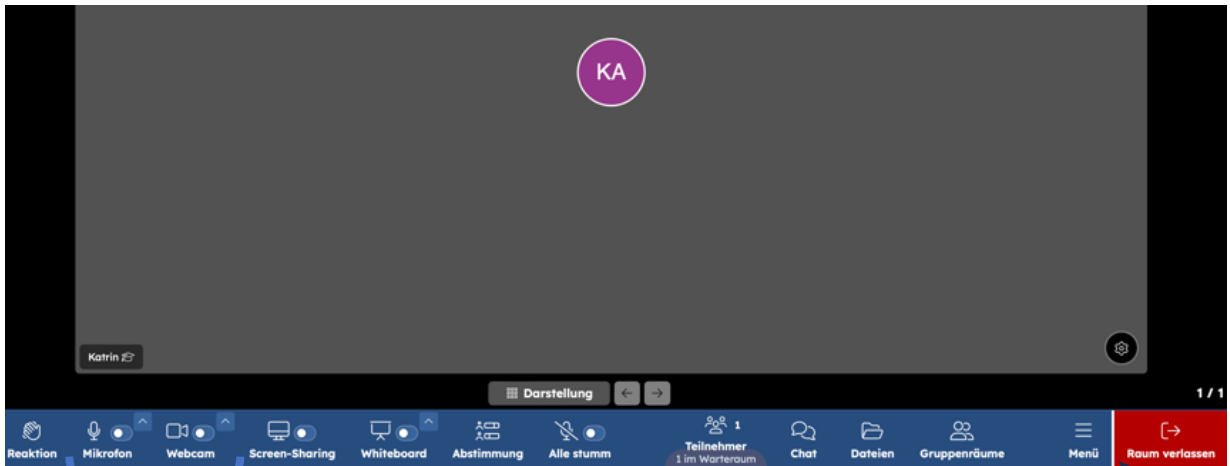 KA
Katrin
Darstellung
1 / 1
Reaktion
Mikrofon
Webcam
Screen-Sharing
Whiteboard
Abstimmung
Alle stumm
1
Teilnehmer
1 im Warteraum
Chat
Dateien
Gruppenräume
Menü
Raum verlassen